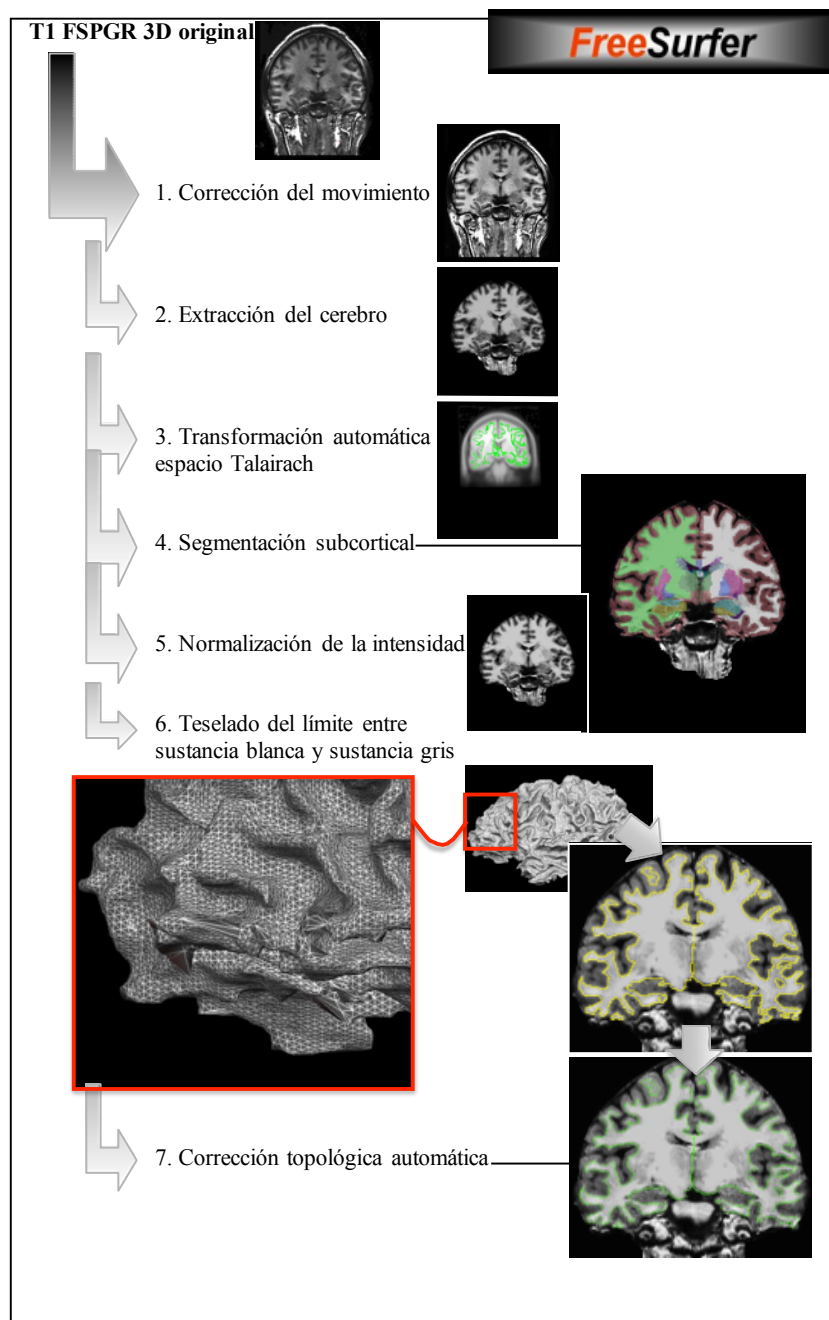 T1 FSPGR 3D original
FreeSurfer
1. Corrección del movimiento
2. Extracción del cerebro
3. Transformación automática
espacio Talairach
4. Segmentación subcortical
5. Normalización de la intensidad
6. Teselado del límite entre
sustancia blanca y sustancia gris
7. Corrección topológica automática